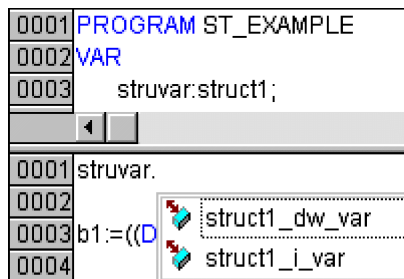 0001 PROGRAM ST_EXAMPLE
0002 VAR
0003 struvar:struct1;
0001 struvar.
0002
struct1_dw_var
0003 b1:=((D
struct1_i_var
0004